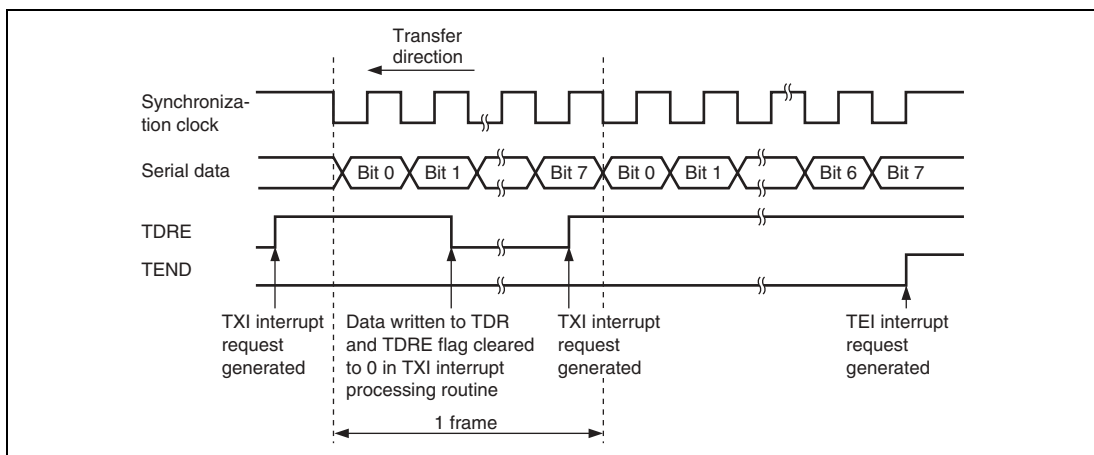 Transfer
direction
Synchroniza-
tion clock
Serial data
Bit 0
Bit 1
Bit 7
Bit 0
Bit 1
Bit 6
Bit 7
TDRE
TEND
TXI interrupt
request
generated
Data written to TDR
and TDRE flag cleared
to 0 in TXI interrupt
processing routine
TXI interrupt
request
generated
TEI interrupt
request
generated
1 frame